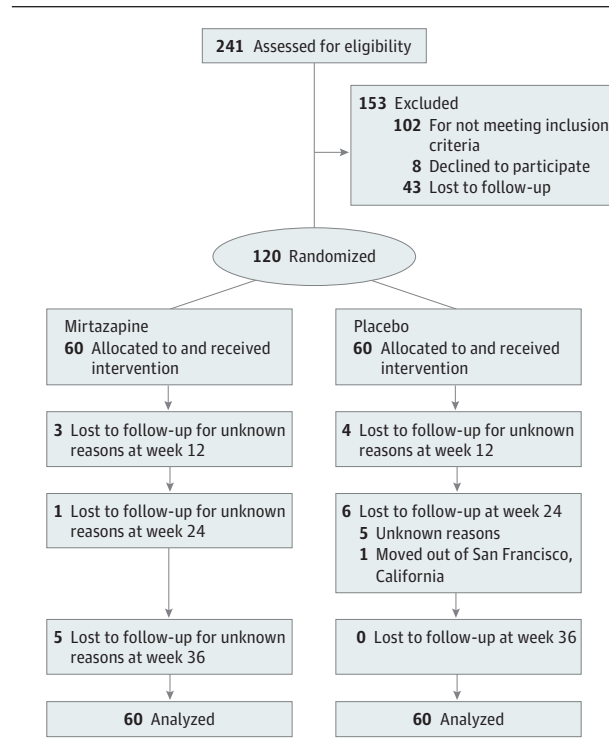 241 Assessed for eligibility
153 Excluded
102 For not meeting inclusion
criteria
8 Declined to participate
43 Lost to follow-up
120 Randomized
Mirtazapine
60 Allocated to and received
intervention
3 Lost to follow-up for unknown
reasons at week 12
1 Lost to follow-up for unknown
reasons at week 24
5 Lost to follow-up for unknown
reasons at week 36
60 Analyzed
Placebo
60 Allocated to and received
intervention
4 Lost to follow-up for unknown
reasons at week 12
6 Lost to follow-up at week 24
5 Unknown reasons
1 Moved out of San Francisco,
California
0 Lost to follow-up at week 36
60 Analyzed